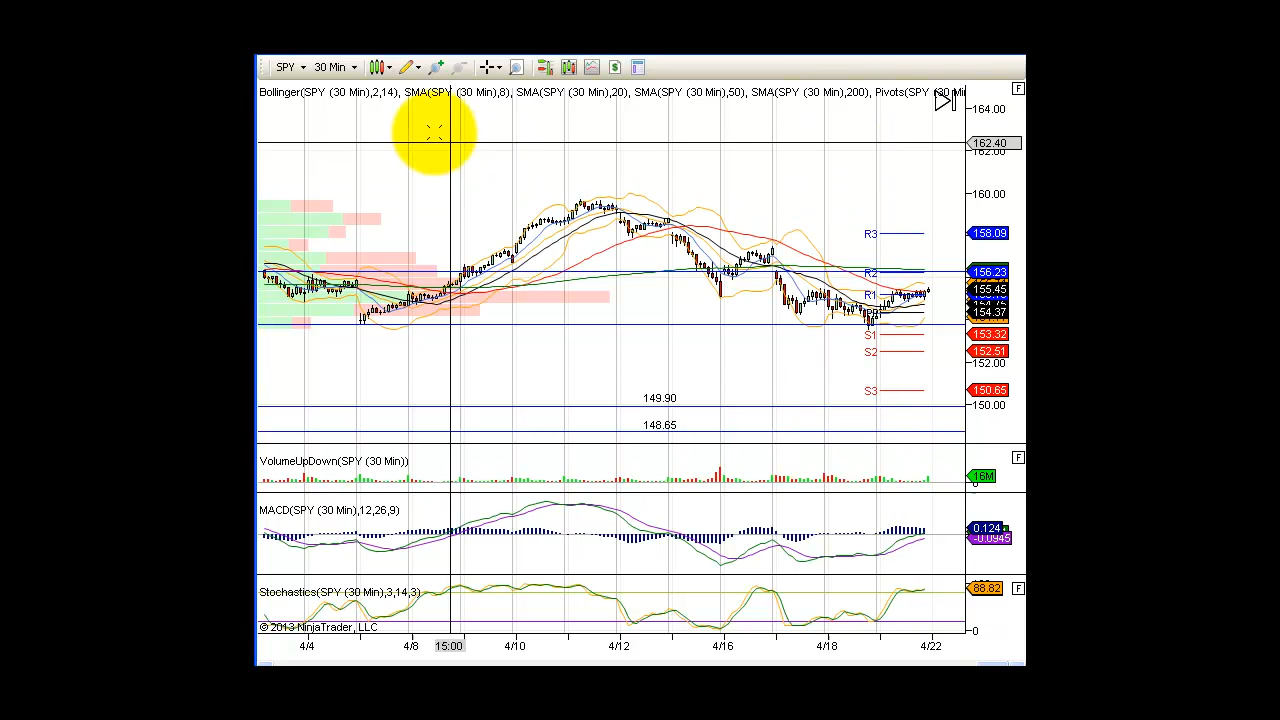 SPY 30 Min
Bollinger(SPY (30 Min),2,14), SMA(SPY (30 Min),8), SMA(SPY (30 Min),20), SMA(SPY (30 Min),50), SMA(SPY (30 Min),200), Pivots(SPY (30 Mi
F
164.00
162.40
162.00
160.00
R3 158.09
R2 156.23
155.45
R1
154.37
S1 153.32
S2 152.51
152.00
S3 150.65
149.90
150.00
148.65
VolumeUpDown(SPY (30 Min))
F
16M
0
MACD(SPY (30 Min),12,26,9)
0.124
-0.0945
Stochastics(SPY (30 Min),3,14,3)
88.82
F
© 2013 NinjaTrader, LLC
0
4/4 4/8 15:00 4/10 4/12 4/16 4/18 4/22